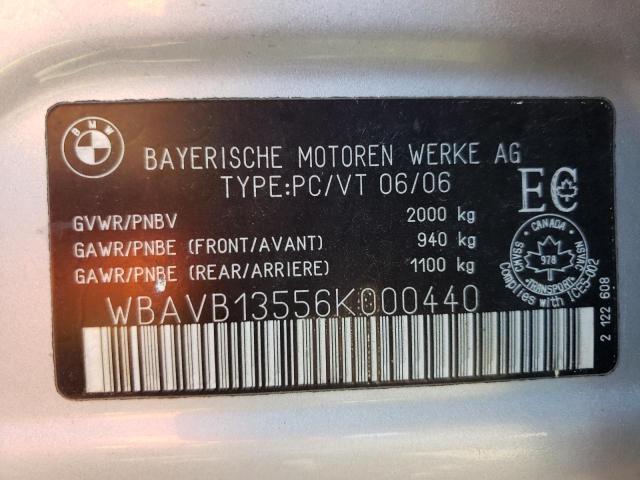 BMW
BAYERISCHE MOTOREN WERKE AG
TYPE:PC/VT 06/06
EC
GVWR/PNBV 2000 kg
GAWR/PNBE (FRONT/AVANT) 940 kg
GAWR/PNBE (REAR/ARRIERE) 1100 kg
CANADA
978
TRANSPORT
CMVSS NSVAC
Complies with ICES-002
WBAVB13556K000440
2 122 608